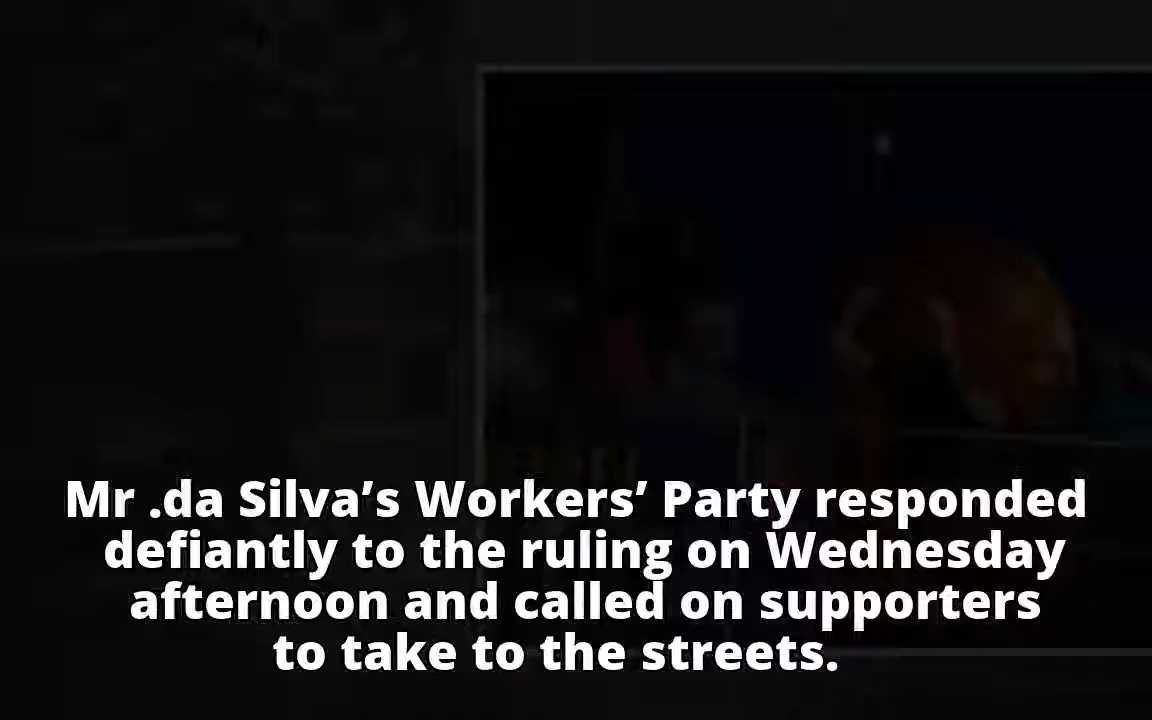 Mr .da Silva’s Workers’ Party responded
defiantly to the ruling on Wednesday
afternoon and called on supporters
to take to the streets.